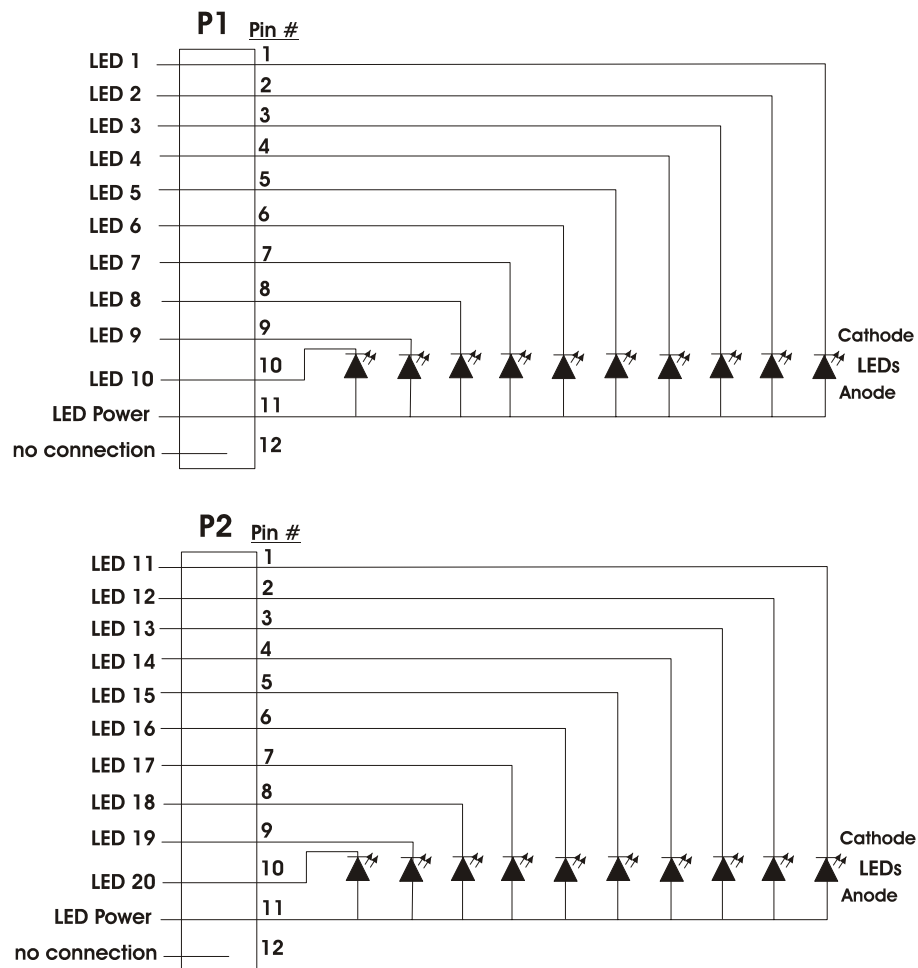 P1 Pin #
LED 1 1
LED 2 2
LED 3 3
LED 4 4
LED 5 5
LED 6 6
LED 7 7
LED 8 8
LED 9 9
Cathode
LED 10 10
LEDs
Anode
LED Power 11
no connection 12
P2 Pin #
LED 11 1
LED 12 2
LED 13 3
LED 14 4
LED 15 5
LED 16 6
LED 17 7
LED 18 8
LED 19 9
Cathode
LED 20 10
LEDs
Anode
LED Power 11
no connection 12